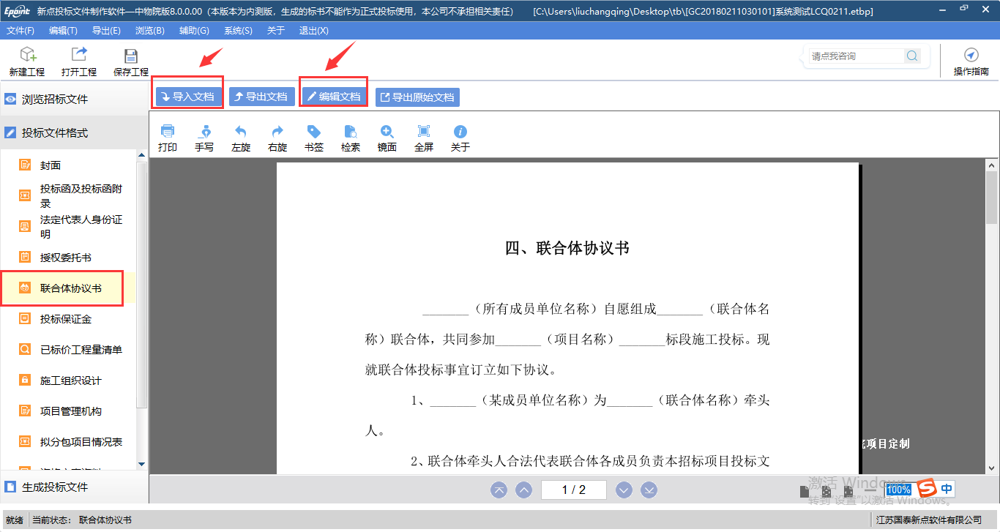 Epoint 新点投标文件制作软件—中物院版8.0.0.00（本版本为内测版，生成的标书不能作为正式投标使用，本公司不承担相关责任） [C:\Users\liuchangqing\Desktop\tb\[GC20180211030101]系统测试LCQ0211.etbp]
文件(F) 编辑(T) 导出(E) 浏览(B) 辅助(G) 系统(S) 关于 退出(X)
新建工程 打开工程 保存工程 请点我咨询 操作指南
导入文档 导出文档 编辑文档 导出原始文档
浏览招标文件
投标文件格式
打印 手写 左旋 右旋 书签 检索 镜面 全屏 关于
封面
投标函及投标函附
录
法定代表人身份证
明
授权委托书
联合体协议书
投标保证金
已标价工程量清单
施工组织设计
项目管理机构
拟分包项目情况表
生成投标文件
四、联合体协议书
_______（所有成员单位名称）自愿组成_______（联合体名
称）联合体，共同参加_______（项目名称）_______标段施工投标。现
就联合体投标事宜订立如下协议。
1、_______（某成员单位名称）为_______（联合体名称）牵头
人。
2、联合体牵头人合法代表联合体各成员负责本招标项目投标文
项目定制
1 / 2
100%
中
激活 Windows
转到"设置"以激活 Windows。
就绪 当前状态： 联合体协议书 江苏国泰新点软件有限公司